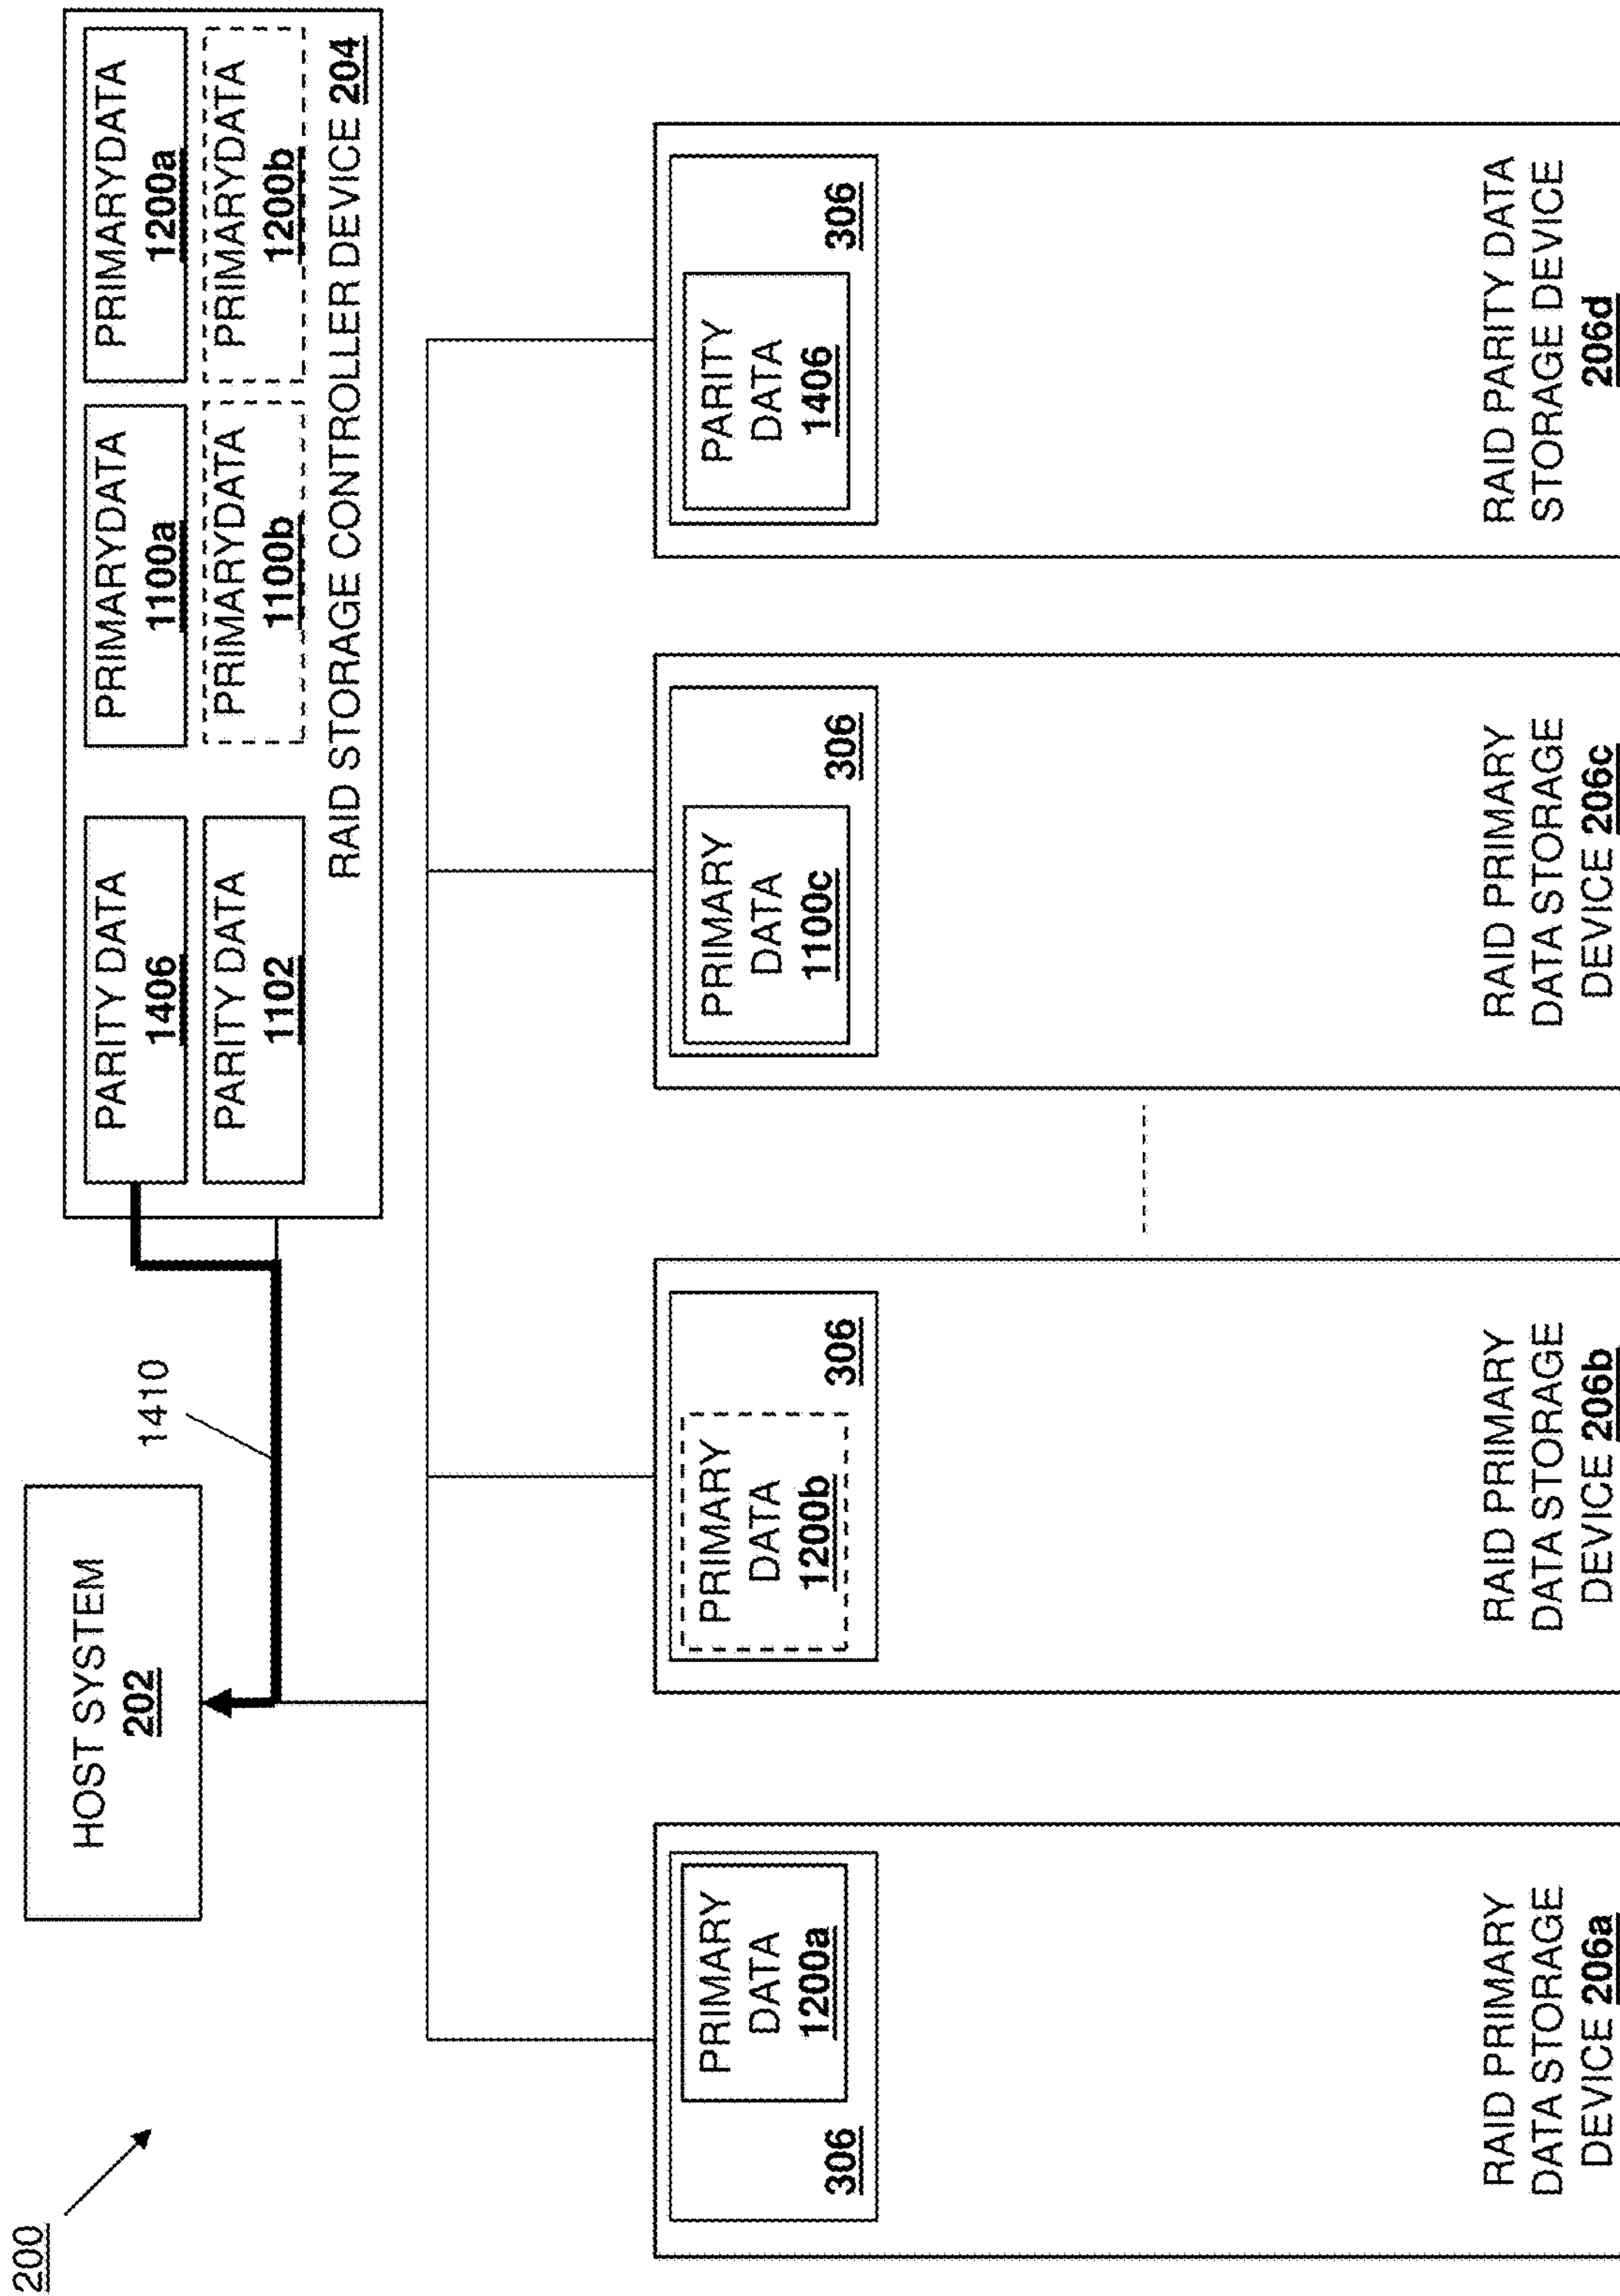 200
HOST SYSTEM
202
1410
PARITY DATA
1406
PRIMARYDATA
1100a
PRIMARYDATA
1200a
PARITY DATA
1102
PRIMARYDATA
1100b
PRIMARYDATA
1200b
RAID STORAGE CONTROLLER DEVICE 204
PRIMARY
DATA
1200a
306
RAID PRIMARY
DATA STORAGE
DEVICE 206a
PRIMARY
DATA
1200b
306
RAID PRIMARY
DATA STORAGE
DEVICE 206b
PRIMARY
DATA
1100c
306
RAID PRIMARY
DATA STORAGE
DEVICE 206c
PARITY
DATA
1406
306
RAID PARITY DATA
STORAGE DEVICE
206d